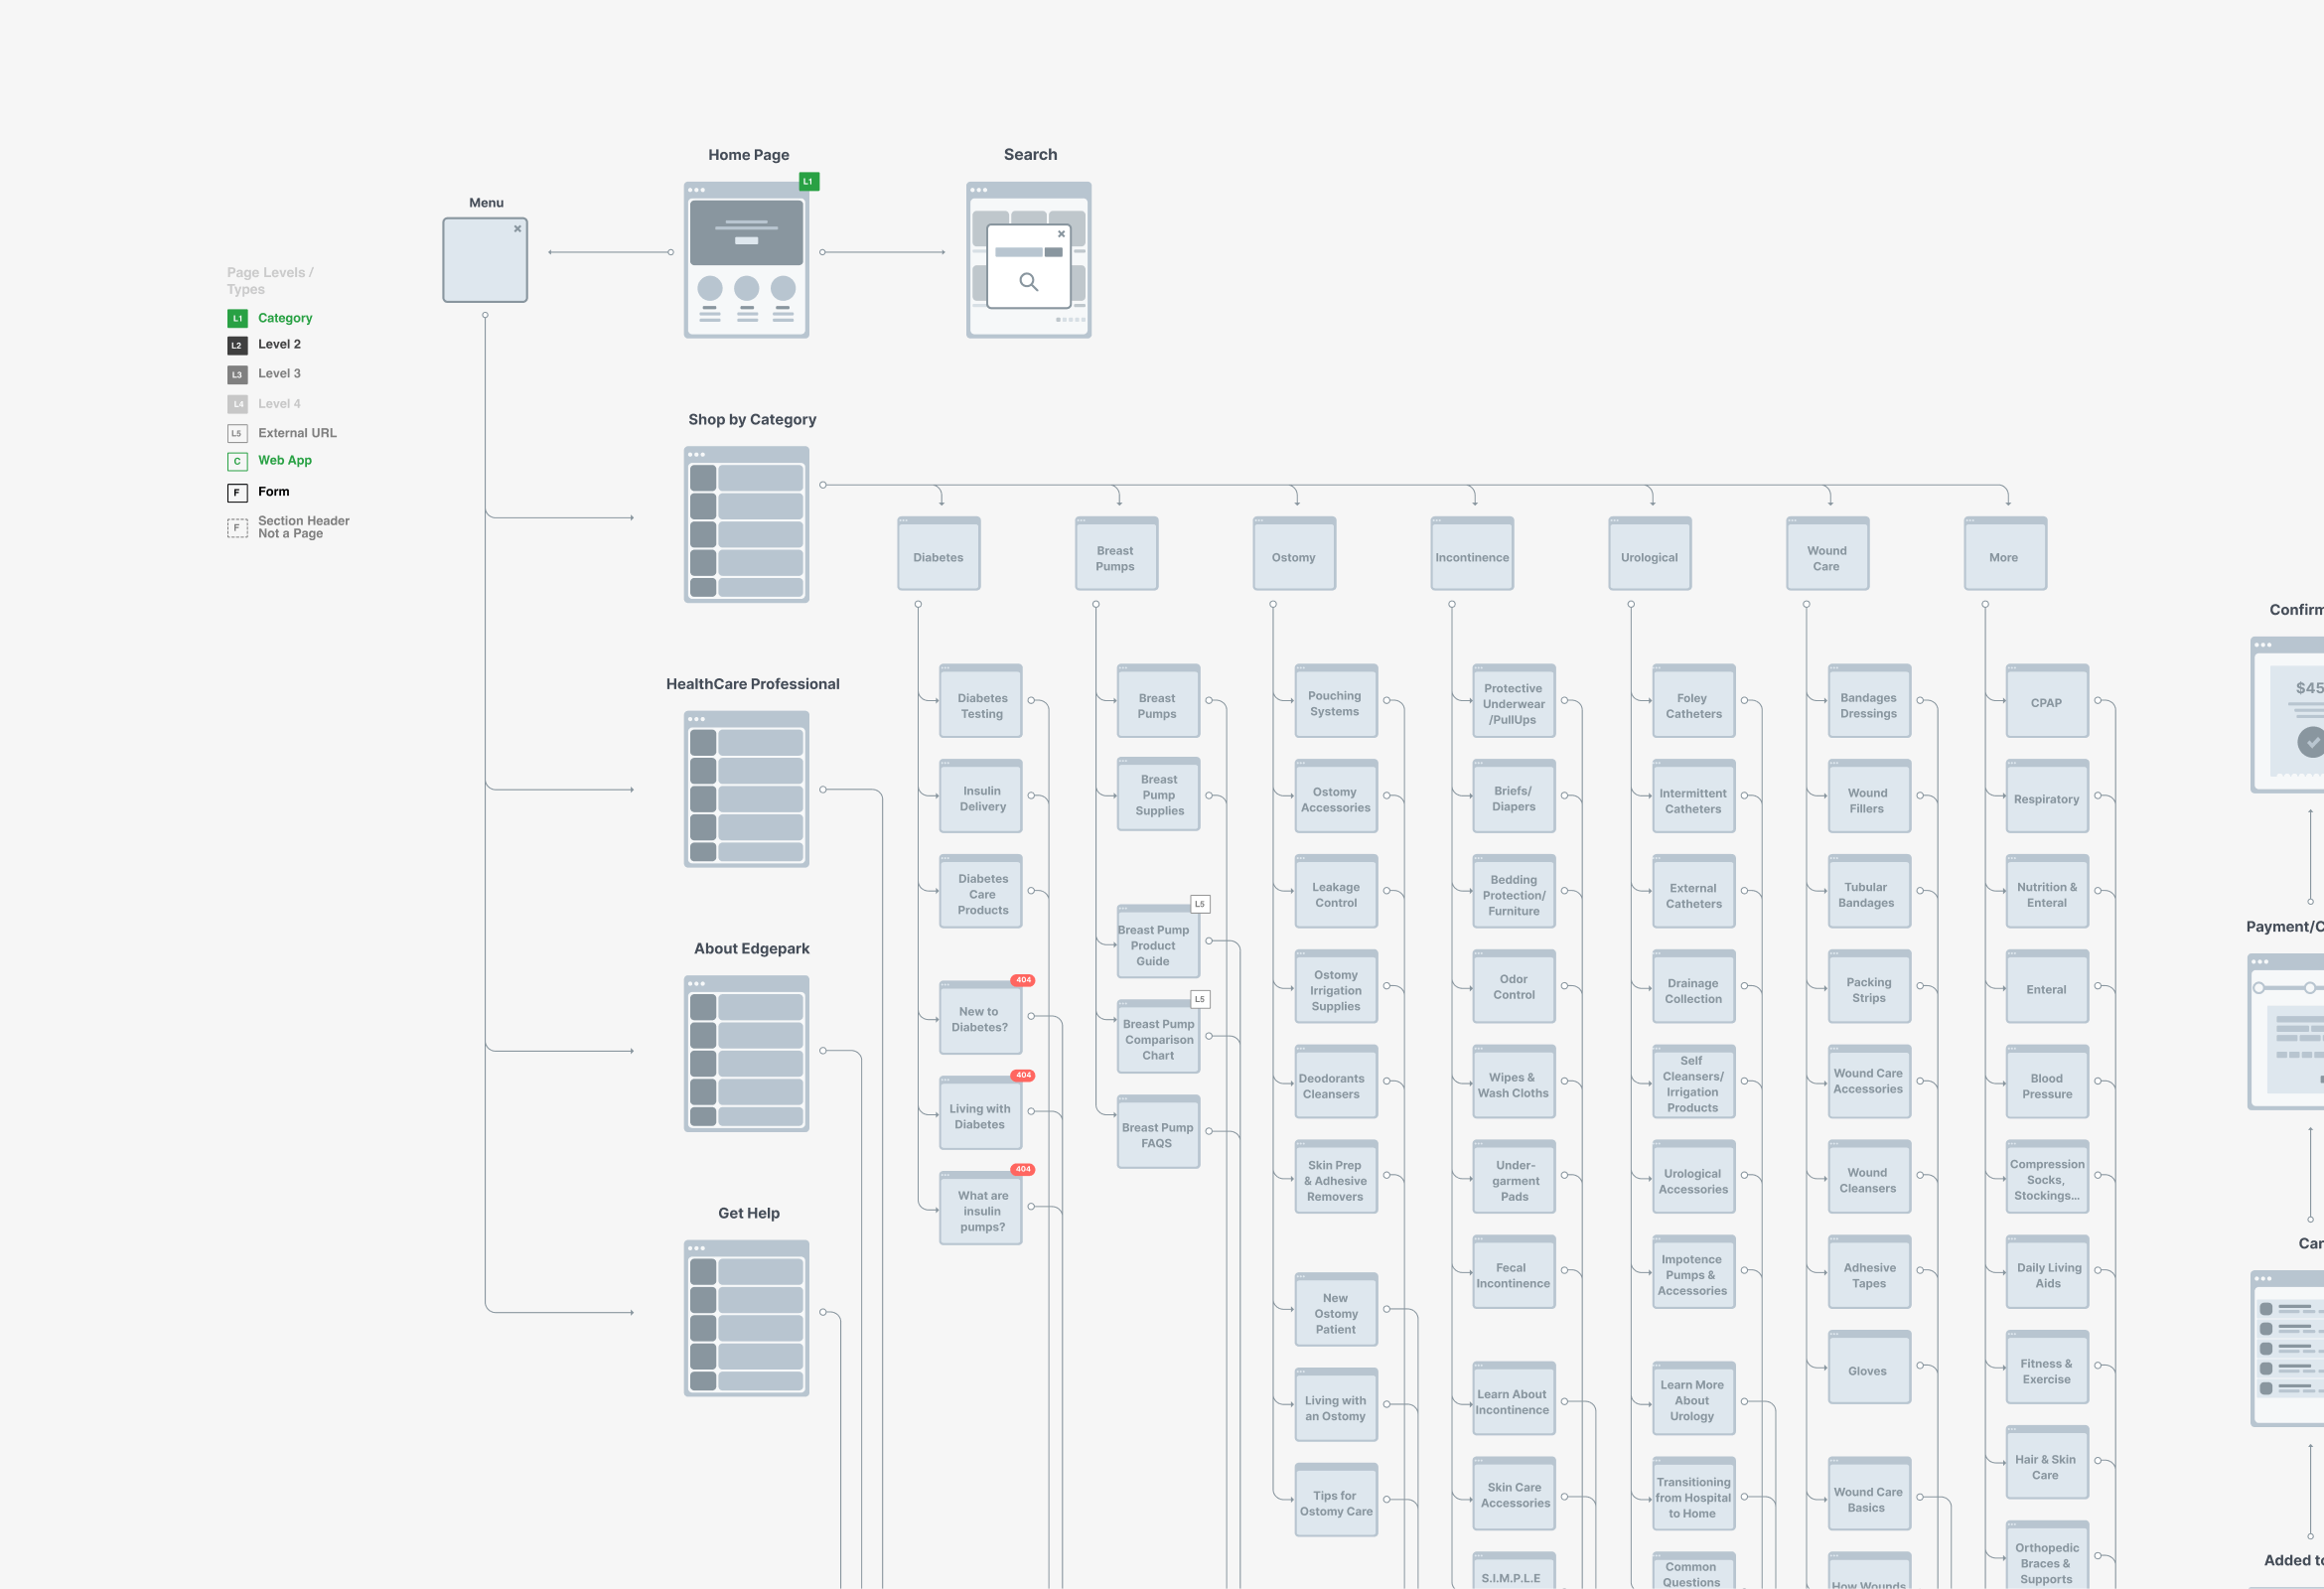 Home Page
Search
L1
Menu
Page Levels /
Types
L1 Category
L2 Level 2
L3 Level 3
L4 Level 4
L5 External URL
C Web App
F Form
F Section Header
Not a Page
Shop by Category
HealthCare Professional
About Edgepark
Get Help
Diabetes
Breast
Pumps
Ostomy
Incontinence
Urological
Wound
Care
More
Diabetes
Testing
Insulin
Delivery
Diabetes
Care
Products
404
New to
Diabetes?
404
Living with
Diabetes
404
What are
insulin
pumps?
Breast
Pumps
Breast
Pump
Supplies
L5
Breast Pump
Product
Guide
L5
Breast Pump
Comparison
Chart
Breast Pump
FAQS
Pouching
Systems
Ostomy
Accessories
Leakage
Control
Ostomy
Irrigation
Supplies
Deodorants
Cleansers
Skin Prep
& Adhesive
Removers
New
Ostomy
Patient
Living with
an Ostomy
Tips for
Ostomy Care
Protective
Underwear
/PullUps
Briefs/
Diapers
Bedding
Protection/
Furniture
Odor
Control
Wipes &
Wash Cloths
Under-
garment
Pads
Fecal
Incontinence
Learn About
Incontinence
Skin Care
Accessories
S.I.M.P.L.E
Foley
Catheters
Intermittent
Catheters
External
Catheters
Drainage
Collection
Self
Cleansers/
Irrigation
Products
Urological
Accessories
Impotence
Pumps &
Accessories
Learn More
About
Urology
Transitioning
from Hospital
to Home
Common
Questions
Bandages
Dressings
Wound
Fillers
Tubular
Bandages
Packing
Strips
Wound Care
Accessories
Wound
Cleansers
Adhesive
Tapes
Gloves
Wound Care
Basics
How Wounds
CPAP
Respiratory
Nutrition &
Enteral
Enteral
Blood
Pressure
Compression
Socks,
Stockings...
Daily Living
Aids
Fitness &
Exercise
Hair & Skin
Care
Orthopedic
Braces &
Supports
Confirm
$45
Payment/C
Car
Added to